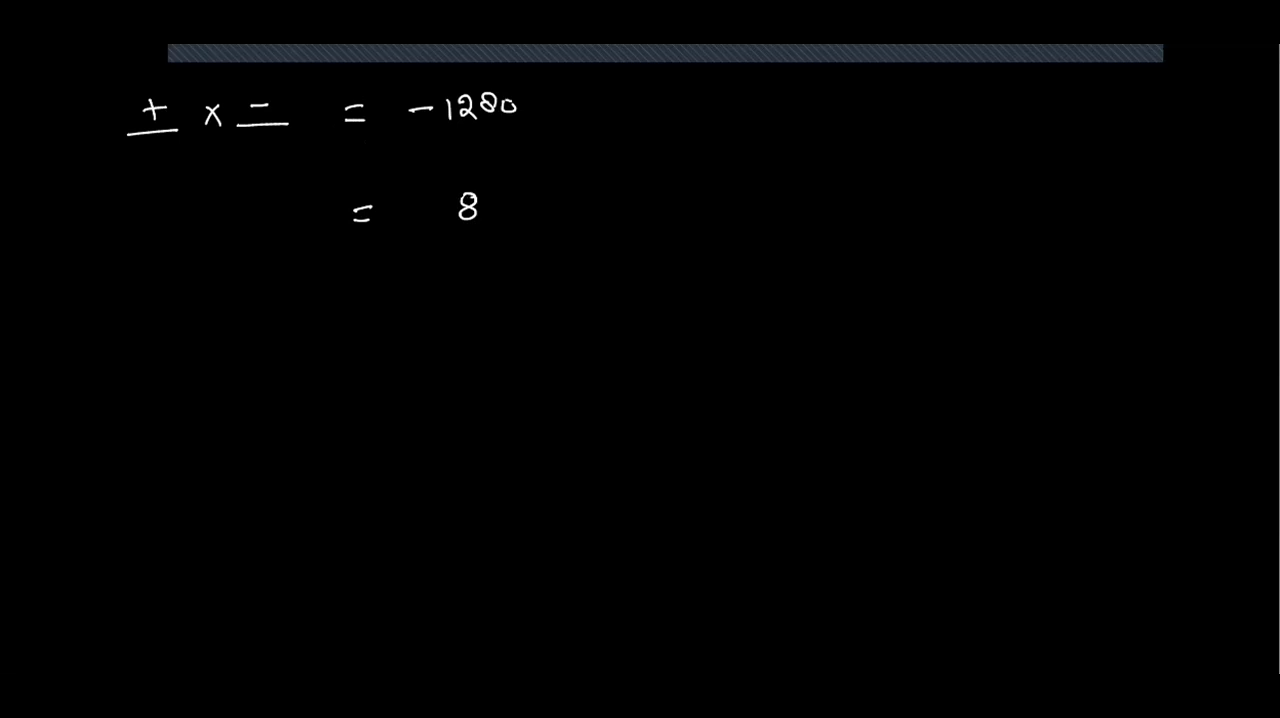 + × - = -1280
= 8